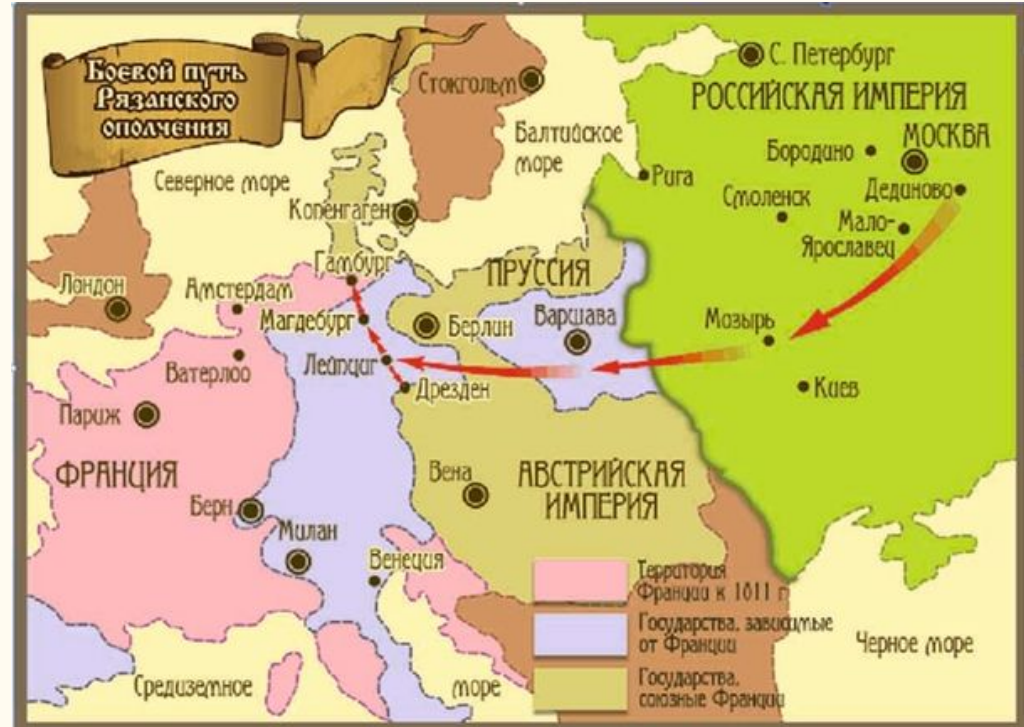 Боевой путь
Рязанского
ополчения
С. Петербург
Стокгольм
РОССИЙСКАЯ ИМПЕРИЯ
Балтийское
море
Бородино
МОСКВА
Северное море
Рига
Смоленск
Дединово
Копенгаген
Мало-
Ярославец
Гамбург
ПРУССИЯ
Лондон
Амстердам
Магдебург
Берлин
Варшава
Мозырь
Ватерлоо
Лейпциг
Дрезден
Киев
Париж
ФРАНЦИЯ
Вена
АВСТРИЙСКАЯ
ИМПЕРИЯ
Берн
Милан
Венеция
Территория
Франции к 1811 г
Государства, зависимые
от Франции
Государства,
союзные Франции
Черное море
Средиземное
море